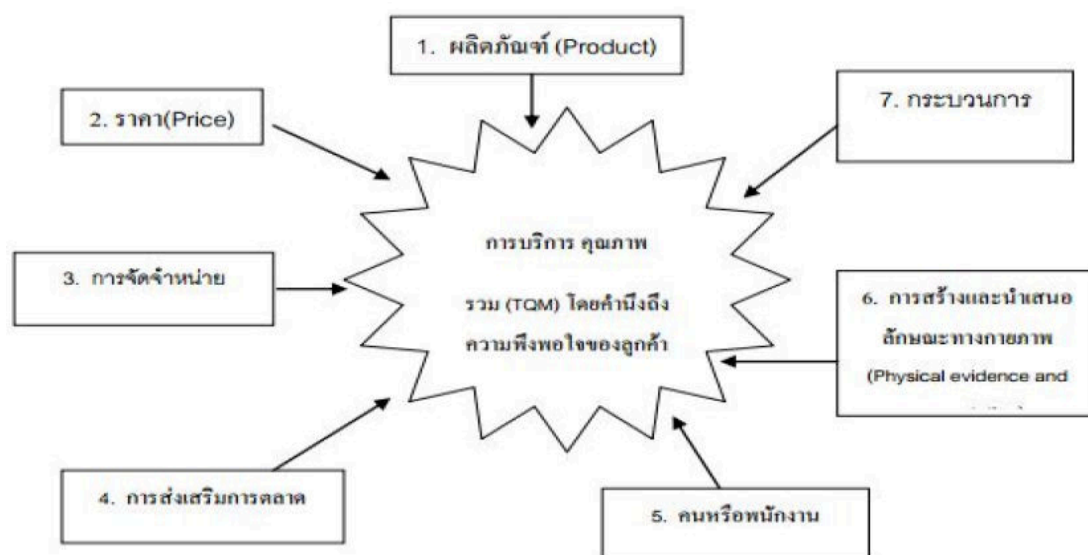 1. ผลิตภัณฑ์ (Product)
2. ราคา(Price)
7. กระบวนการ
การบริการ คุณภาพ
รวม (TQM) โดยคำนึงถึง
ความพึงพอใจของลูกค้า
3. การจัดจำหน่าย
6. การสร้างและนำเสนอ
ลักษณะทางกายภาพ
(Physical evidence and
4. การส่งเสริมการตลาด
5. คนหรือพนักงาน